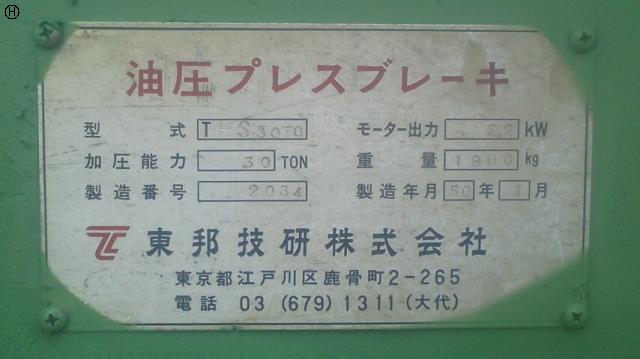 H
油圧プレスブレーキ
型式 THS3070 モーター出力 2.2 kW
加圧能力 30 TON 重量 1800 kg
製造番号 2034 製造年月 50 年 1 月
東邦技研株式会社
東京都江戸川区鹿骨町2-265
電話 03 (679) 1311 (大代)